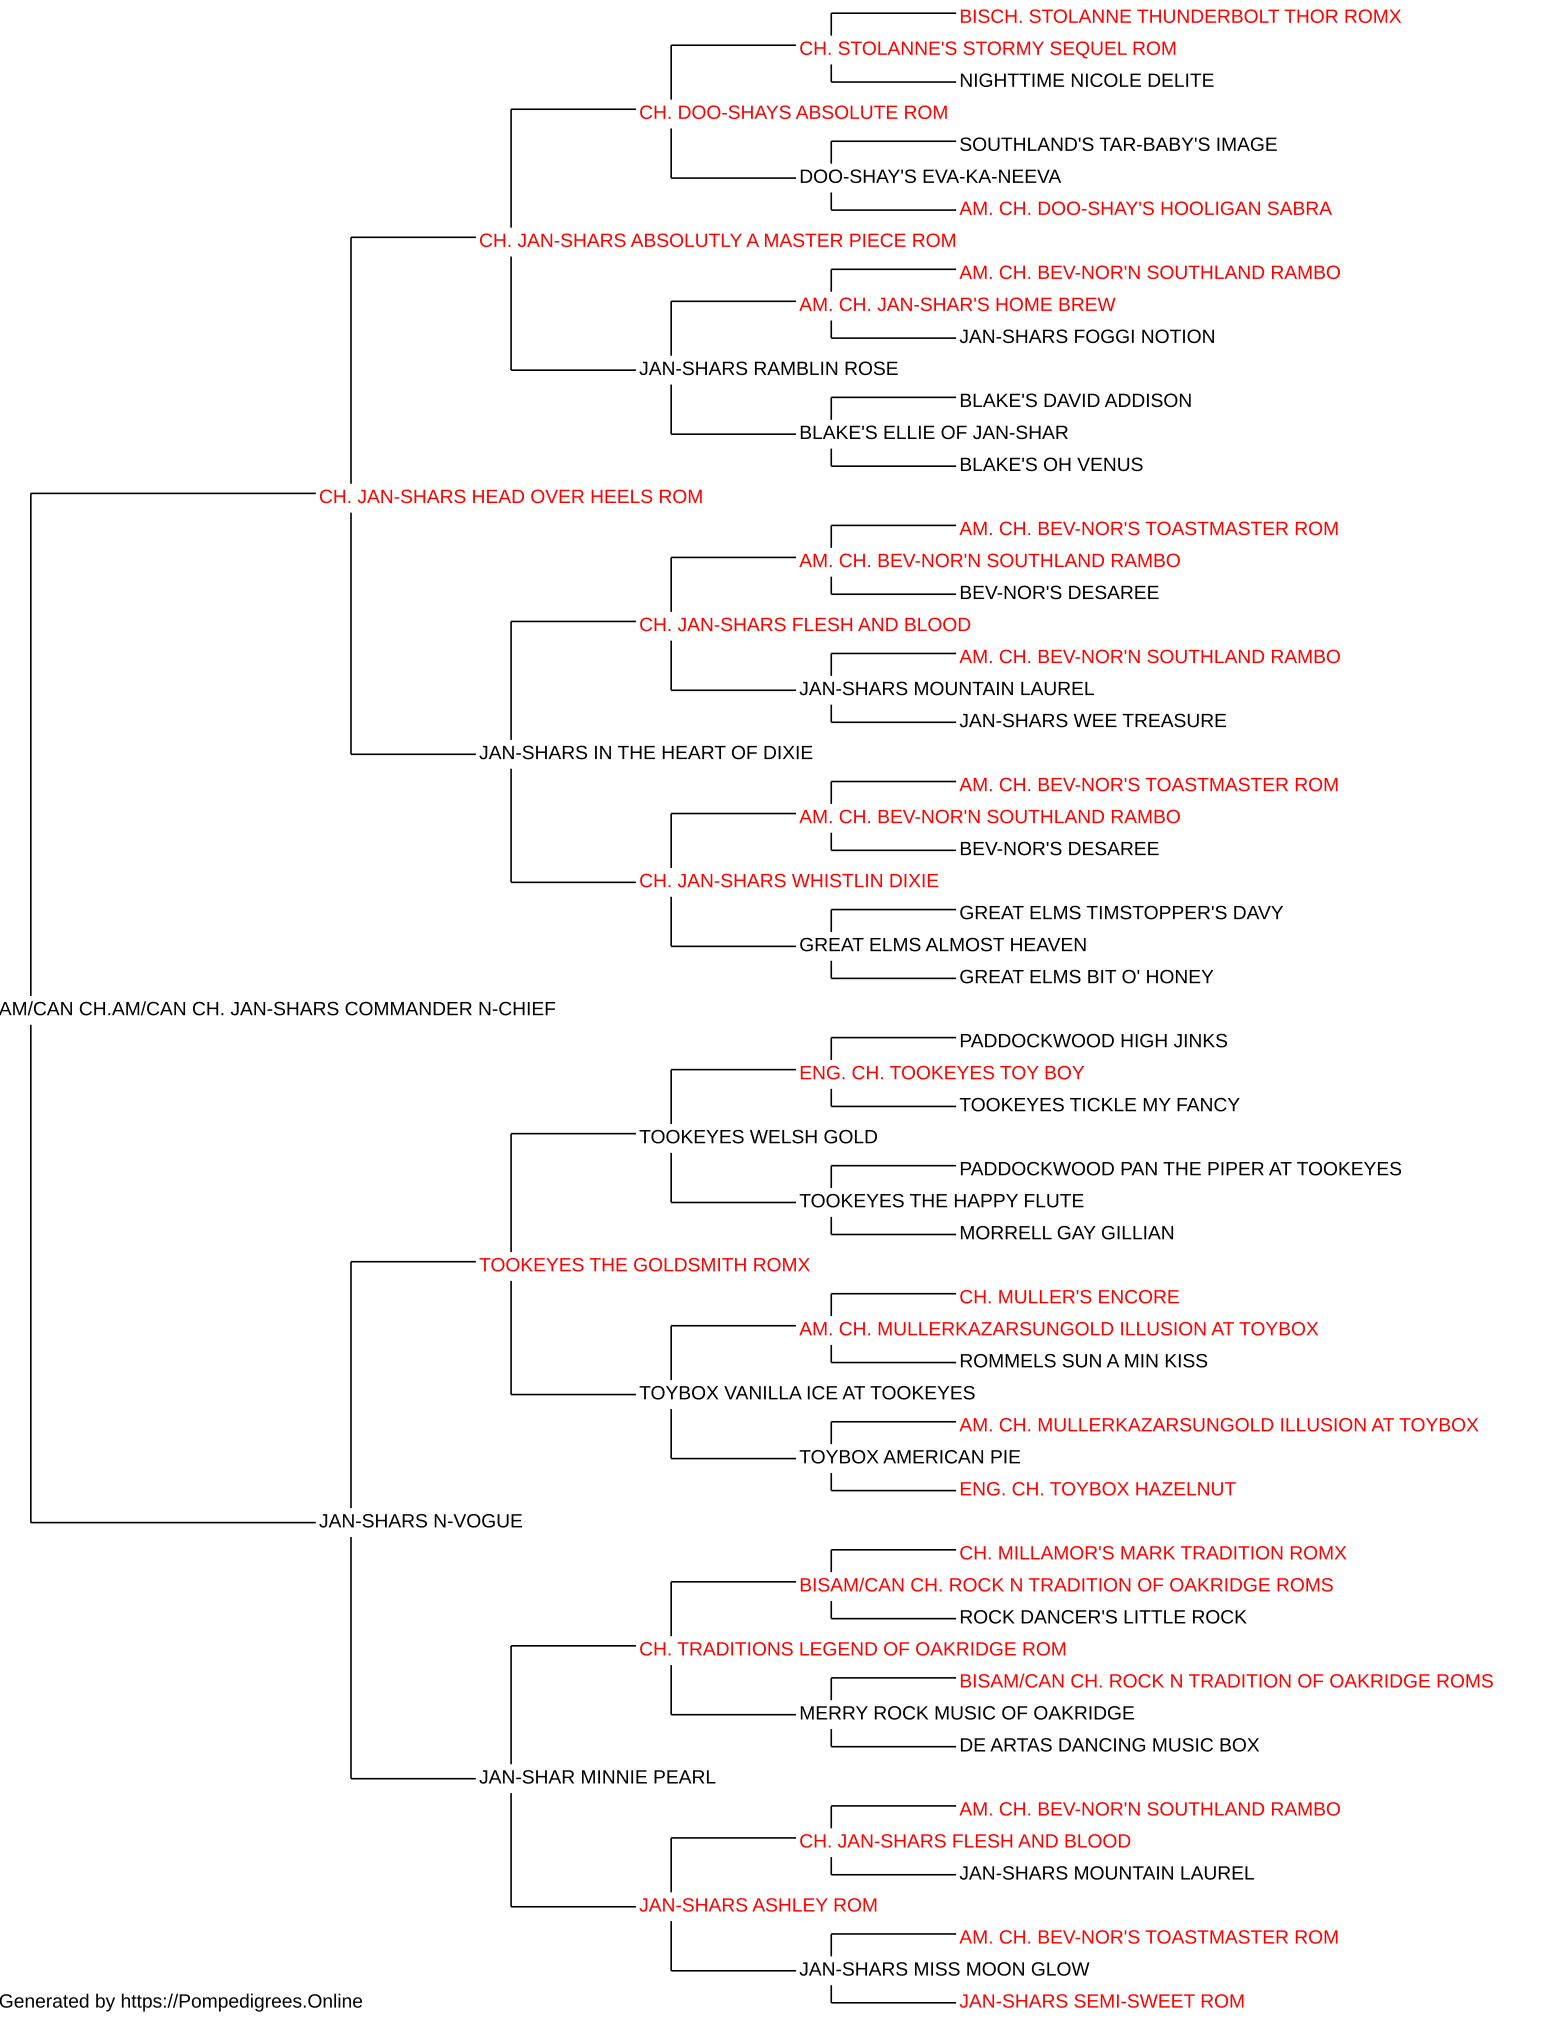 BISCH. STOLANNE THUNDERBOLT THOR ROMX
CH. STOLANNE'S STORMY SEQUEL ROM
NIGHTTIME NICOLE DELITE
CH. DOO-SHAYS ABSOLUTE ROM
SOUTHLAND'S TAR-BABY'S IMAGE
DOO-SHAY'S EVA-KA-NEEVA
AM. CH. DOO-SHAY'S HOOLIGAN SABRA
CH. JAN-SHARS ABSOLUTLY A MASTER PIECE ROM
AM. CH. BEV-NOR'N SOUTHLAND RAMBO
AM. CH. JAN-SHAR'S HOME BREW
JAN-SHARS FOGGI NOTION
JAN-SHARS RAMBLIN ROSE
BLAKE'S DAVID ADDISON
BLAKE'S ELLIE OF JAN-SHAR
BLAKE'S OH VENUS
CH. JAN-SHARS HEAD OVER HEELS ROM
AM. CH. BEV-NOR'S TOASTMASTER ROM
AM. CH. BEV-NOR'N SOUTHLAND RAMBO
BEV-NOR'S DESAREE
CH. JAN-SHARS FLESH AND BLOOD
AM. CH. BEV-NOR'N SOUTHLAND RAMBO
JAN-SHARS MOUNTAIN LAUREL
JAN-SHARS WEE TREASURE
JAN-SHARS IN THE HEART OF DIXIE
AM. CH. BEV-NOR'S TOASTMASTER ROM
AM. CH. BEV-NOR'N SOUTHLAND RAMBO
BEV-NOR'S DESAREE
CH. JAN-SHARS WHISTLIN DIXIE
GREAT ELMS TIMSTOPPER'S DAVY
GREAT ELMS ALMOST HEAVEN
GREAT ELMS BIT O' HONEY
AM/CAN CH.AM/CAN CH. JAN-SHARS COMMANDER N-CHIEF
PADDOCKWOOD HIGH JINKS
ENG. CH. TOOKEYES TOY BOY
TOOKEYES TICKLE MY FANCY
TOOKEYES WELSH GOLD
PADDOCKWOOD PAN THE PIPER AT TOOKEYES
TOOKEYES THE HAPPY FLUTE
MORRELL GAY GILLIAN
TOOKEYES THE GOLDSMITH ROMX
CH. MULLER'S ENCORE
AM. CH. MULLERKAZARSUNGOLD ILLUSION AT TOYBOX
ROMMELS SUN A MIN KISS
TOYBOX VANILLA ICE AT TOOKEYES
AM. CH. MULLERKAZARSUNGOLD ILLUSION AT TOYBOX
TOYBOX AMERICAN PIE
ENG. CH. TOYBOX HAZELNUT
JAN-SHARS N-VOGUE
CH. MILLAMOR'S MARK TRADITION ROMX
BISAM/CAN CH. ROCK N TRADITION OF OAKRIDGE ROMS
ROCK DANCER'S LITTLE ROCK
CH. TRADITIONS LEGEND OF OAKRIDGE ROM
BISAM/CAN CH. ROCK N TRADITION OF OAKRIDGE ROMS
MERRY ROCK MUSIC OF OAKRIDGE
DE ARTAS DANCING MUSIC BOX
JAN-SHAR MINNIE PEARL
AM. CH. BEV-NOR'N SOUTHLAND RAMBO
CH. JAN-SHARS FLESH AND BLOOD
JAN-SHARS MOUNTAIN LAUREL
JAN-SHARS ASHLEY ROM
AM. CH. BEV-NOR'S TOASTMASTER ROM
JAN-SHARS MISS MOON GLOW
JAN-SHARS SEMI-SWEET ROM
Generated by https://Pompedigrees.Online